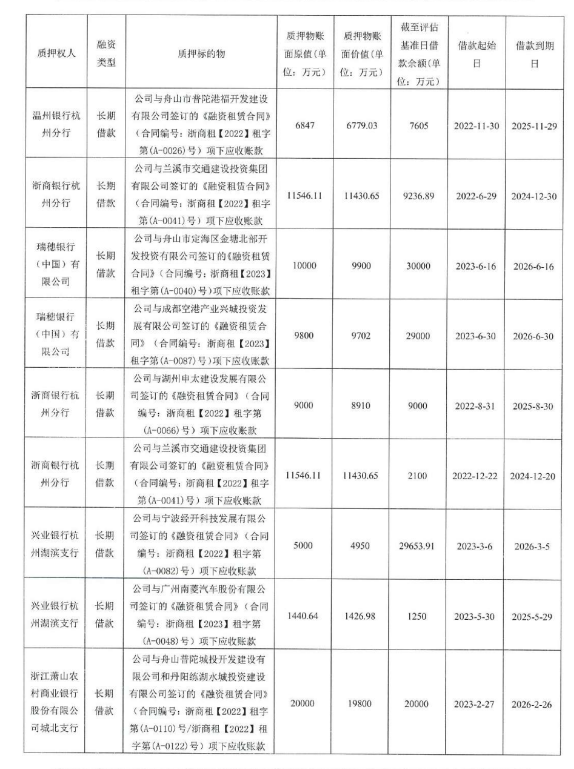 质押权人
融资
类型
质押标的物
质押物账
面原值(单
位：万元)
质押物账
面价值(单
位：万元)
截至评估
基准日借
款余额(单
位：万元)
借款起始
日
借款到期
日
温州银行杭
州分行
长期
借款
公司与舟山市普陀港福开发建设
有限公司签订的《融资租赁合同》
（合同编号：浙商租【2022】租字
第(A-0026)号）项下应收账款
6847
6779.03
7605
2022-11-30
2025-11-29
浙商银行杭
州分行
长期
借款
公司与兰溪市交通建设投资集团
有限公司签订的《融资租赁合同》
（合同编号：浙商租【2022】租字
第(A-0041)号）项下应收账款
11546.11
11430.65
9236.89
2022-6-29
2024-12-30
瑞穗银行
（中国）有
限公司
长期
借款
公司与舟山市定海区金塘北部开
发投资有限公司签订的《融资租赁
合同》（合同编号：浙商租【2023】
租字第(A-0040)号）项下应收账款
10000
9900
30000
2023-6-16
2026-6-16
瑞穗银行
（中国）有
限公司
长期
借款
公司与成都空港产业兴城投资发
展有限公司签订的《融资租赁合
同》（合同编号：浙商租【2023】
租字第(A-0087)号）项下应收账款
9800
9702
29000
2023-6-30
2026-6-30
浙商银行杭
州分行
长期
借款
公司与湖州申太建设发展有限公
司签订的《融资租赁合同》（合同
编号：浙商租【2022】租字第
(A-0066)号）项下应收账款
9000
8910
9000
2022-8-31
2025-8-30
浙商银行杭
州分行
长期
借款
公司与兰溪市交通建设投资集团
有限公司签订的《融资租赁合同》
（合同编号：浙商租【2022】租字
第(A-0041)号）项下应收账款
11546.11
11430.65
2100
2022-12-22
2024-12-20
兴业银行杭
州湖滨支行
长期
借款
公司与宁波经开科技发展有限公
司签订的《融资租赁合同》（合同
编号：浙商租【2022】租字第
(A-0082)号）项下应收账款
5000
4950
29653.91
2023-3-6
2026-3-5
兴业银行杭
州湖滨支行
长期
借款
公司与广州南菱汽车股份有限公
司签订的《融资租赁合同》（合同
编号：浙商租【2023】租字第
(A-0048)号）项下应收账款
1440.64
1426.98
1250
2023-5-30
2025-5-29
浙江萧山农
村商业银行
股份有限公
司城北支行
长期
借款
公司与舟山普陀城投开发建设有
限公司和丹阳练湖水城投资建设
有限公司签订的《融资租赁合同》
（合同编号：浙商租【2022】租字
第(A-0110)号/浙商租【2022】租
字第(A-0122)号）项下应收账款
20000
19800
20000
2023-2-27
2026-2-26